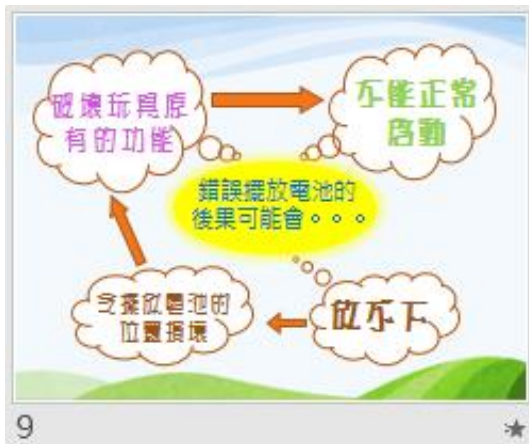 破壞玩具原
有的功能
不能正常
啓動
錯誤擺放電池的
後果可能會。。。
令擺放電池的
位置損壞
放不下
9